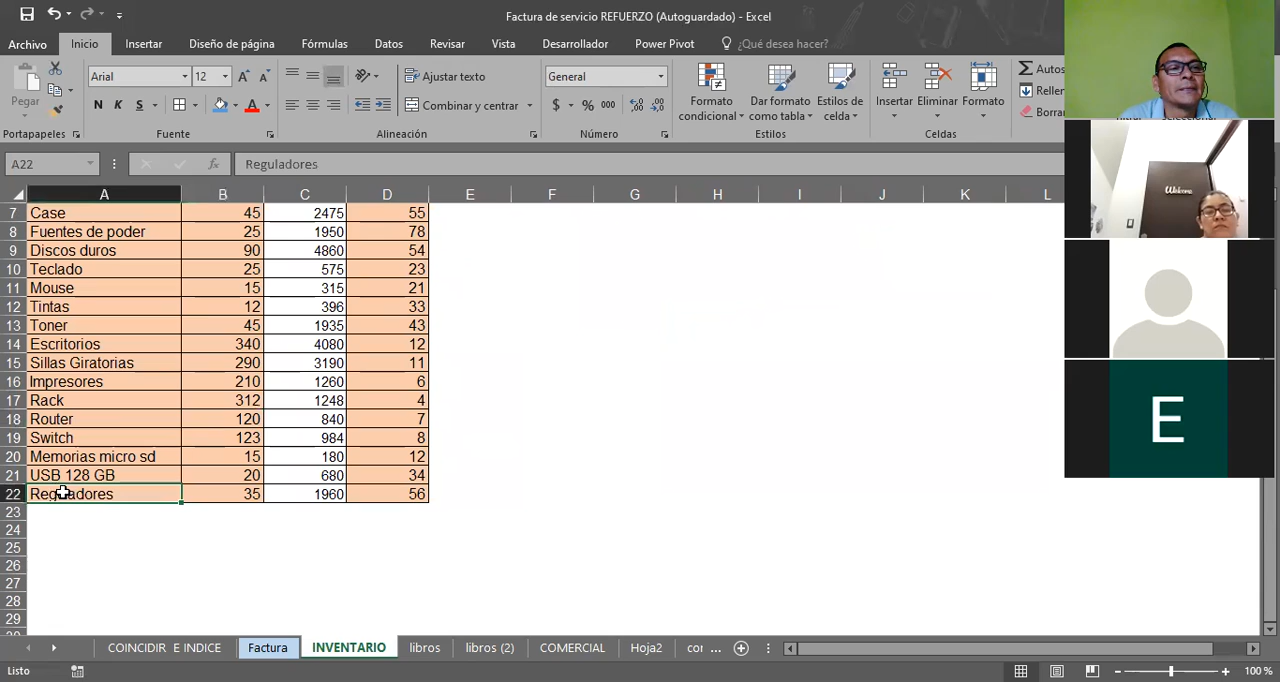 Factura de servicio REFUERZO (Autoguardado) - Excel
Archivo Inicio Insertar Diseño de página Fórmulas Datos Revisar Vista Desarrollador Power Pivot ¿Qué desea hacer?
Pegar
Arial 12
N K S
Ajustar texto
Combinar y centrar
General
$ % 000
Formato condicional
Dar formato como tabla
Estilos de celda
Insertar Eliminar Formato
Autos
Rellen
Borra
Portapapeles Fuente Alineación Número Estilos Celdas
A22 fx Reguladores
A B C D E F G H I J K L
7 Case 45 2475 55
8 Fuentes de poder 25 1950 78
9 Discos duros 90 4860 54
10 Teclado 25 575 23
11 Mouse 15 315 21
12 Tintas 12 396 33
13 Toner 45 1935 43
14 Escritorios 340 4080 12
15 Sillas Giratorias 290 3190 11
16 Impresores 210 1260 6
17 Rack 312 1248 4
18 Router 120 840 7
19 Switch 123 984 8
20 Memorias micro sd 15 180 12
21 USB 128 GB 20 680 34
22 Reguladores 35 1960 56
23
24
25
26
27
28
29
COINCIDIR E INDICE Factura INVENTARIO libros libros (2) COMERCIAL Hoja2 cor ...
Listo 100 %
Welcome
E